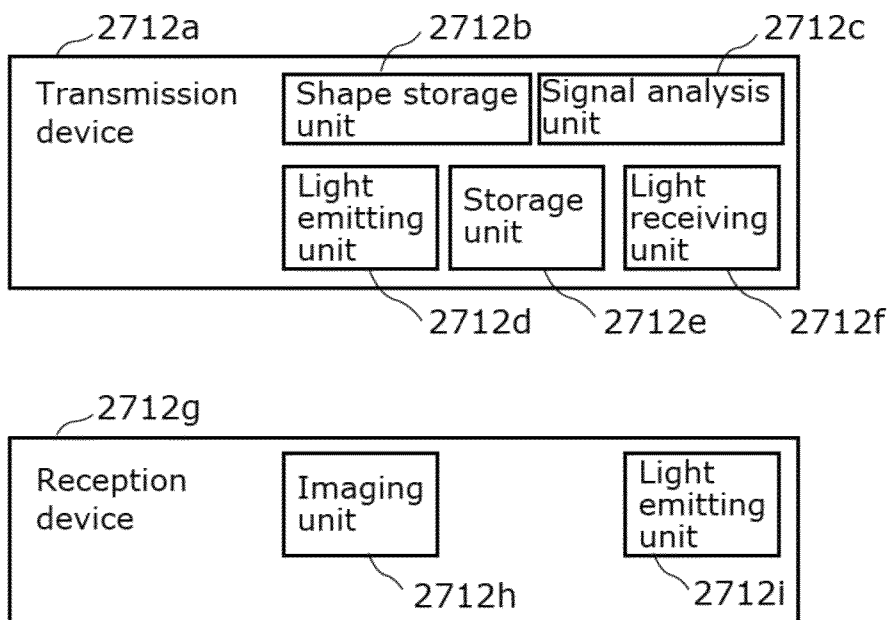 2712a
2712b
2712c
Transmission
device
Shape storage
unit
Signal analysis
unit
Light
emitting
unit
Storage
unit
Light
receiving
unit
2712d
2712e
2712f
2712g
Reception
device
Imaging
unit
Light
emitting
unit
2712h
2712i